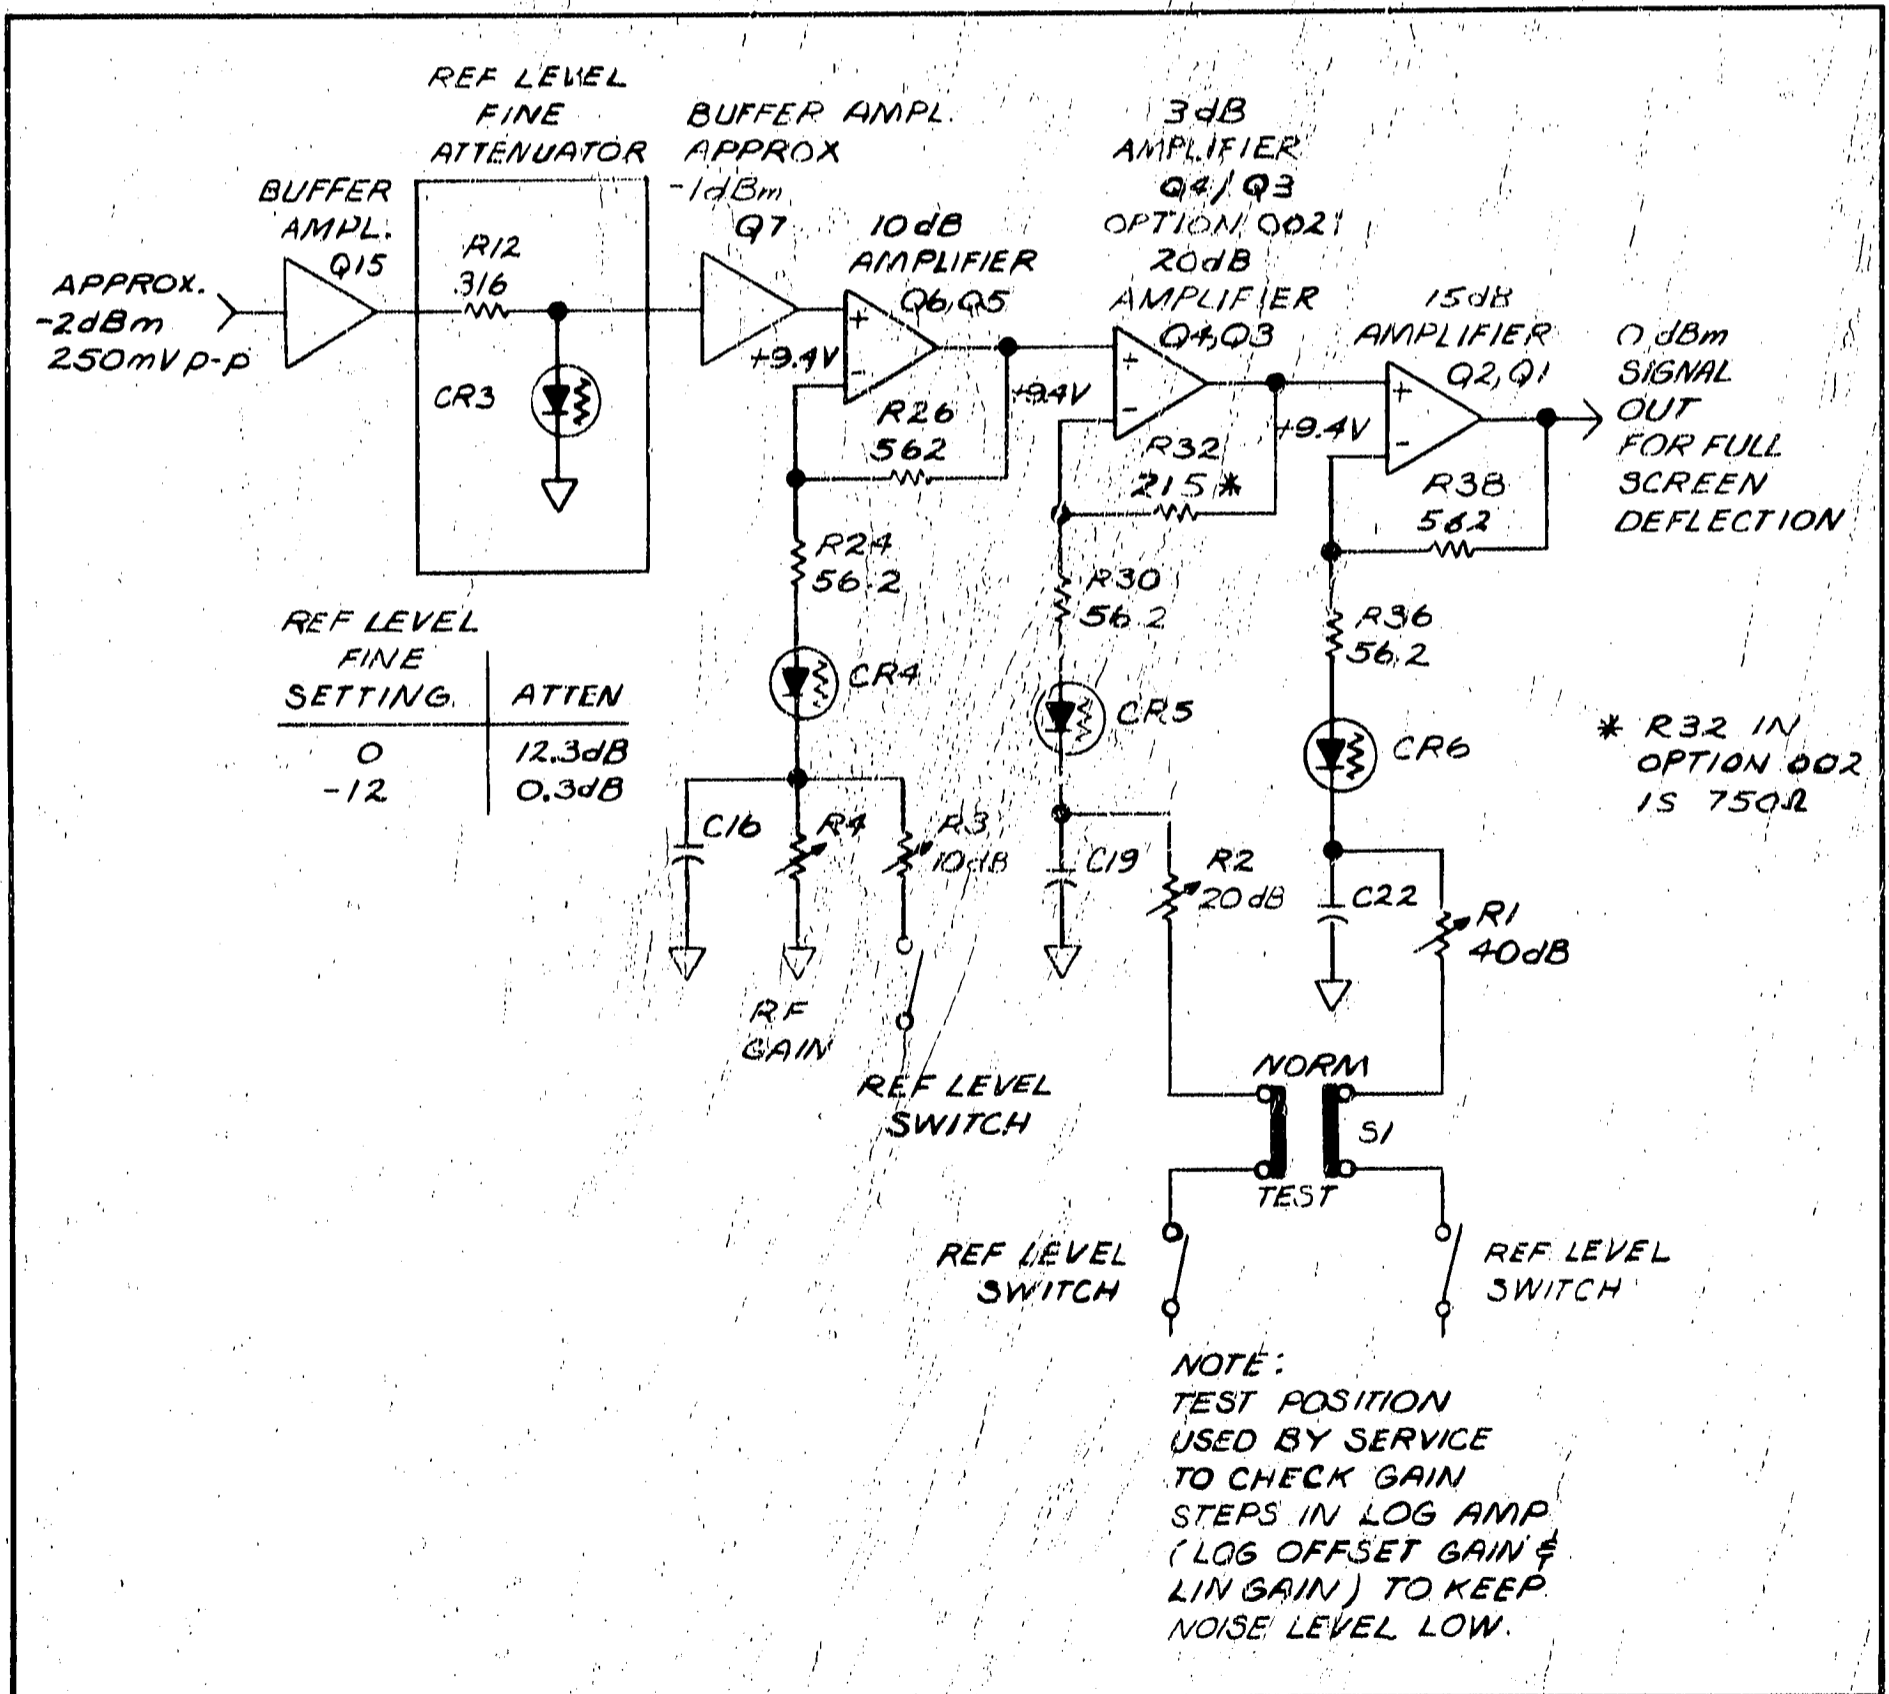 REF LEVEL
FINE
ATTENUATOR
BUFFER AMPL.
APPROX
-1dBm
Q7
3dB
AMPLIFIER
Q4/Q3
OPTION 002
20dB
AMPLIFIER
Q4,Q3
BUFFER
AMPL.
Q15
R12
316
10dB
AMPLIFIER
Q6,Q5
15dB
AMPLIFIER
Q2,Q1
APPROX.
-2dBm
250mV p-p
0 dBm
SIGNAL
OUT
FOR FULL
SCREEN
DEFLECTION
CR3
+9.4V
+
-
R26
562
+9.4V
+
-
R32
215 *
+9.4V
+
-
R38
562
R24
56.2
R30
56.2
R36
56.2
REF LEVEL
FINE
SETTING. ATTEN
0 12.3dB
-12 0.3dB
CR4
CR5
CR6
* R32 IN
OPTION 002
IS 750Ω
C16
R4
R3
10dB
C19
R2
20dB
C22
R1
40dB
RF
GAIN
REF LEVEL
SWITCH
NORM
S1
TEST
REF LEVEL
SWITCH
REF LEVEL
SWITCH
NOTE:
TEST POSITION
USED BY SERVICE
TO CHECK GAIN
STEPS IN LOG AMP
(LOG OFFSET GAIN &
LIN GAIN) TO KEEP
NOISE LEVEL LOW.